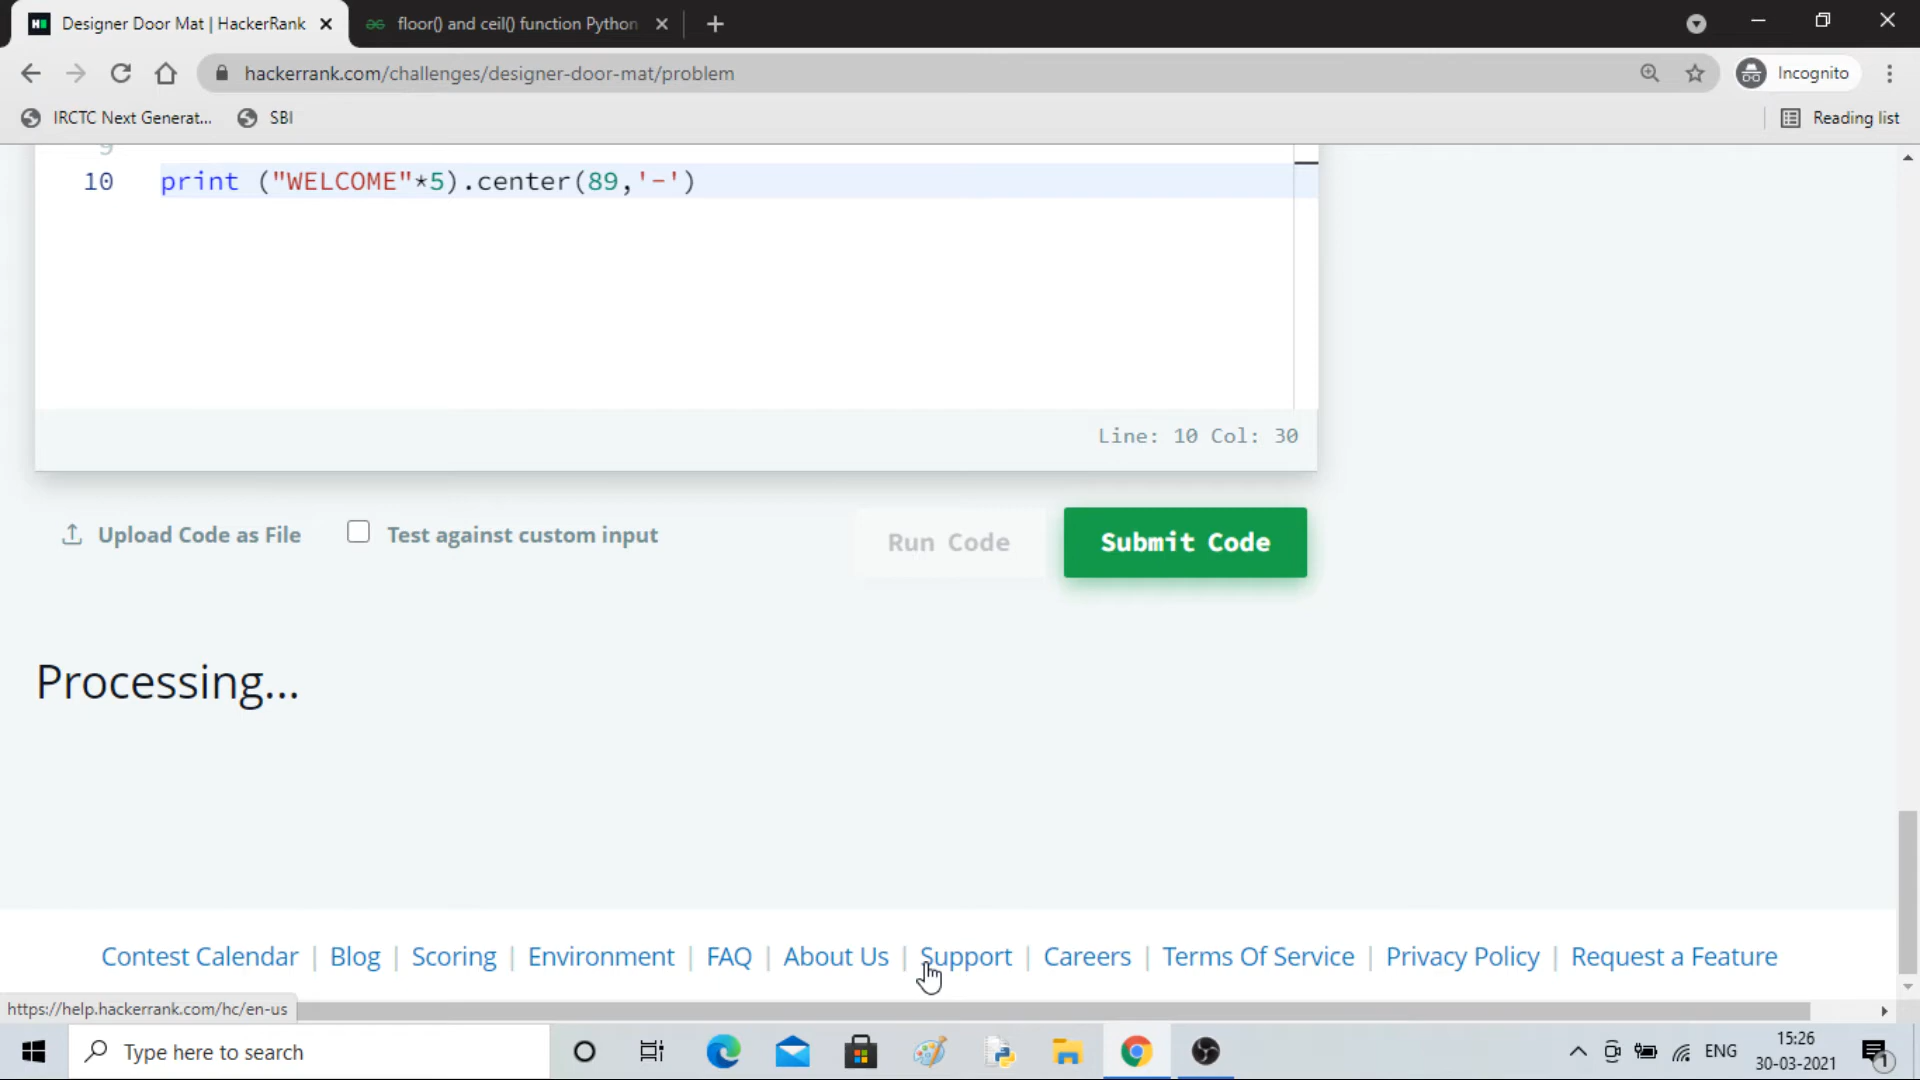 Designer Door Mat | HackerRank
floor() and ceil() function Python
hackerrank.com/challenges/designer-door-mat/problem
Incognito
IRCTC Next Generat...
SBI
Reading list
9
10 print ("WELCOME"*5).center(89,'-')
Line: 10 Col: 30
Upload Code as File
Test against custom input
Run Code
Submit Code
Processing...
Contest Calendar | Blog | Scoring | Environment | FAQ | About Us | Support | Careers | Terms Of Service | Privacy Policy | Request a Feature
https://help.hackerrank.com/hc/en-us
Type here to search
ENG
15:26
30-03-2021
1